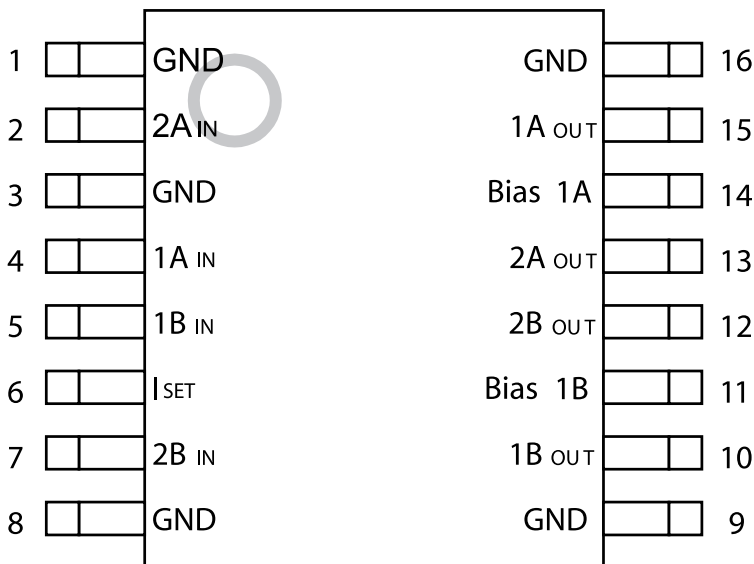 1 GND GND 16
2 2A IN 1A OUT 15
3 GND Bias 1A 14
4 1A IN 2A OUT 13
5 1B IN 2B OUT 12
6 I SET Bias 1B 11
7 2B IN 1B OUT 10
8 GND GND 9